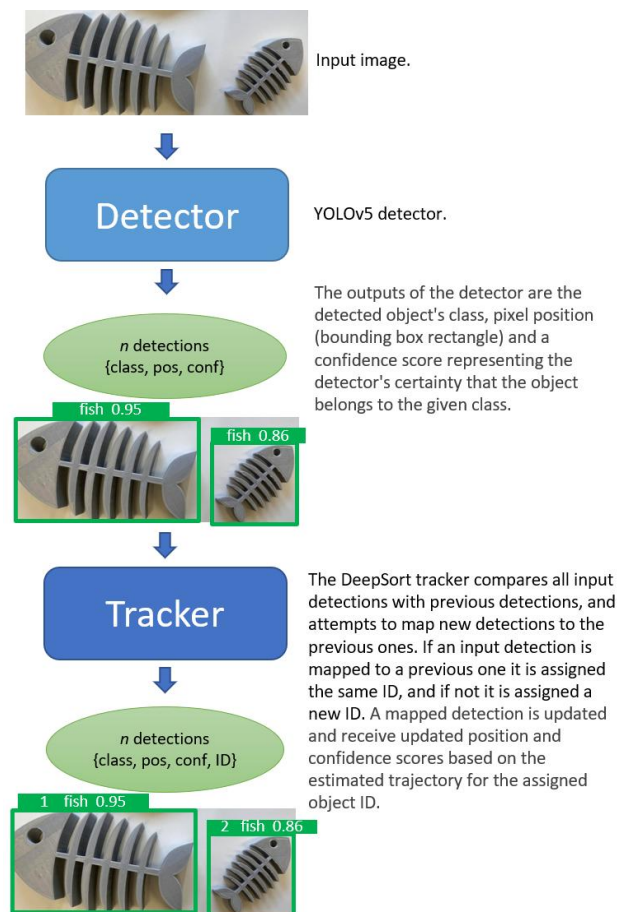 Input image.
Detector
YOLOv5 detector.
The outputs of the detector are the
detected object's class, pixel position
(bounding box rectangle) and a
confidence score representing the
detector's certainty that the object
belongs to the given class.
n detections
{class, pos, conf}
fish 0.95
fish 0.86
Tracker
The DeepSort tracker compares all input
detections with previous detections, and
attempts to map new detections to the
previous ones. If an input detection is
mapped to a previous one it is assigned
the same ID, and if not it is assigned a
new ID. A mapped detection is updated
and receive updated position and
confidence scores based on the
estimated trajectory for the assigned
object ID.
n detections
{class, pos, conf, ID}
1 fish 0.95
2 fish 0.86